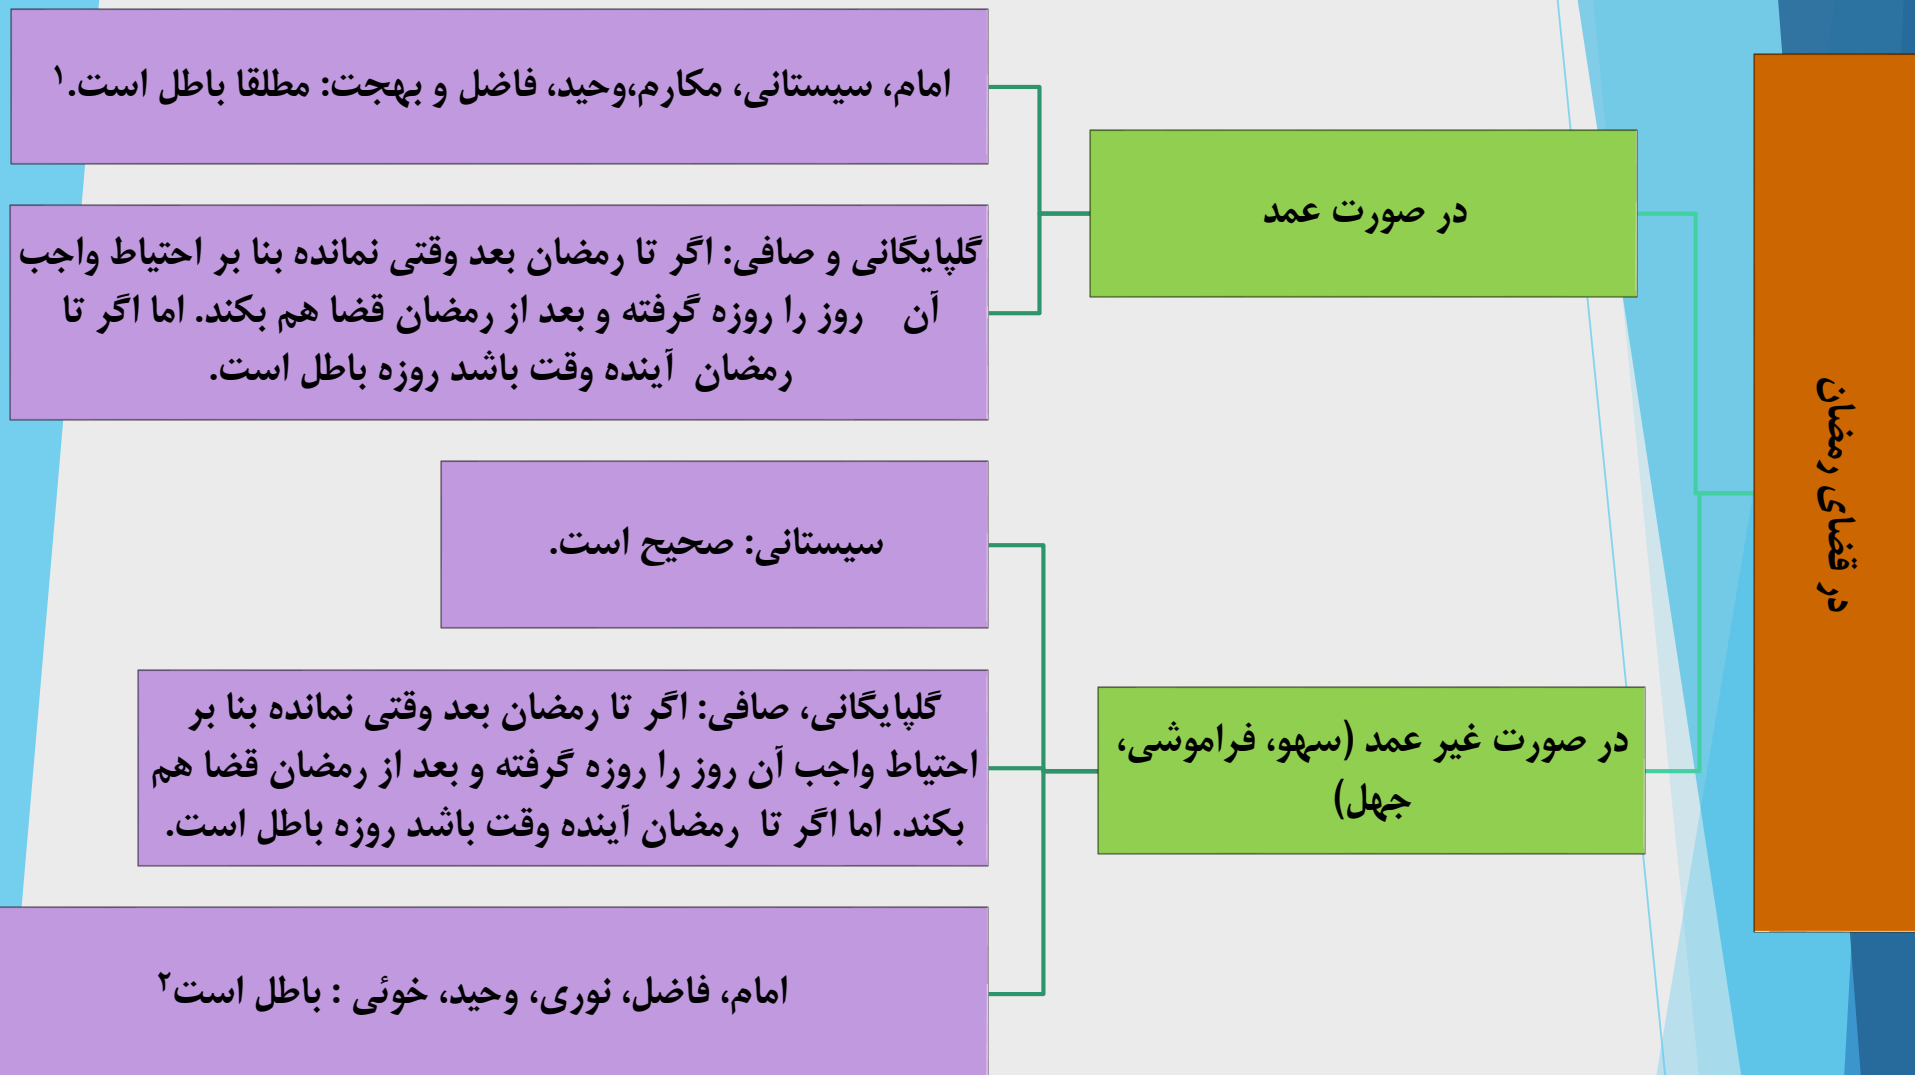 در قضای رمضان
در صورت عمد
امام، سیستانی، مکارم،وحید، فاضل و بهجت: مطلقا باطل است.۱
گلپایگانی و صافی: اگر تا رمضان بعد وقتی نمانده بنا بر احتیاط واجب
آن روز را روزه گرفته و بعد از رمضان قضا هم بکند. اما اگر تا
رمضان آینده وقت باشد روزه باطل است.
در صورت غیر عمد (سهو، فراموشی،
جهل)
سیستانی: صحیح است.
گلپایگانی، صافی: اگر تا رمضان بعد وقتی نمانده بنا بر
احتیاط واجب آن روز را روزه گرفته و بعد از رمضان قضا هم
بکند. اما اگر تا رمضان آینده وقت باشد روزه باطل است.
امام، فاضل، نوری، وحید، خوئی : باطل است۲